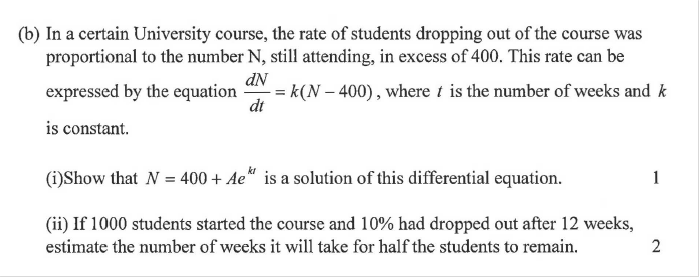 (b) In a certain University course, the rate of students dropping out of the course was
proportional to the number N, still attending, in excess of 400. This rate can be
expressed by the equation dN/dt = k(N – 400), where t is the number of weeks and k
is constant.
(i)Show that N = 400 + Ae^kt is a solution of this differential equation. 1
(ii) If 1000 students started the course and 10% had dropped out after 12 weeks,
estimate the number of weeks it will take for half the students to remain. 2